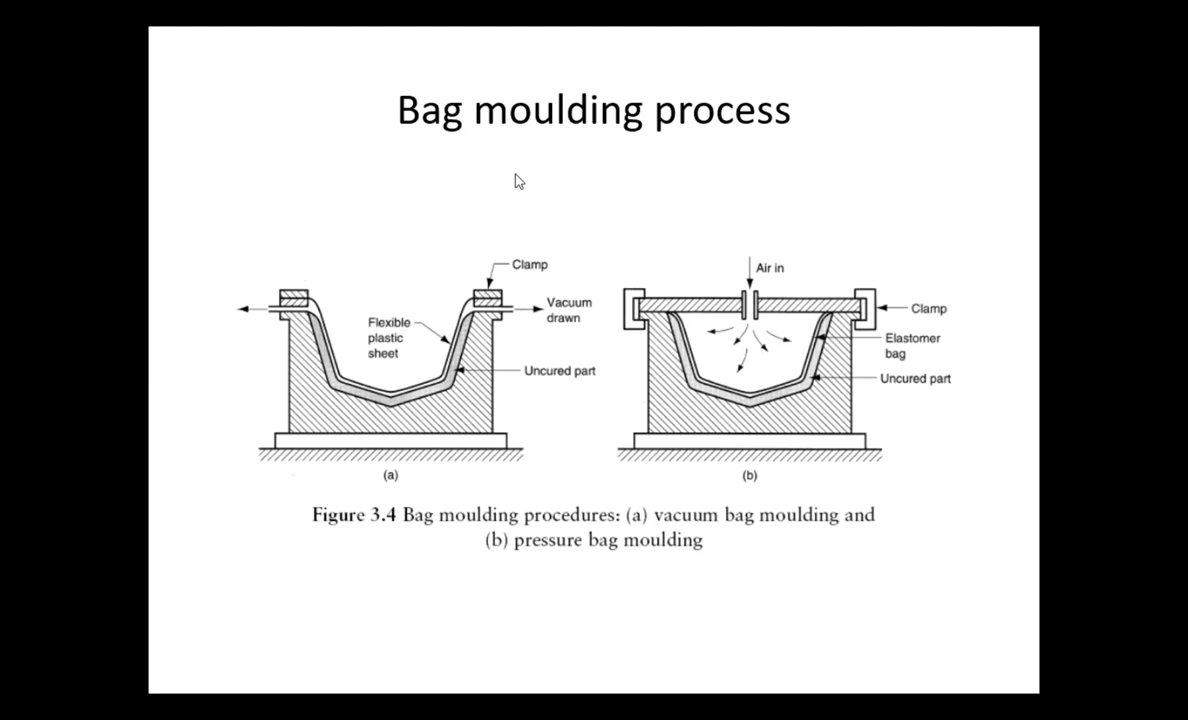 Bag moulding process
Clamp
Vacuum
drawn
Flexible
plastic
sheet
Uncured part
(a)
Air in
Clamp
Elastomer
bag
Uncured part
(b)
Figure 3.4 Bag moulding procedures: (a) vacuum bag moulding and
(b) pressure bag moulding